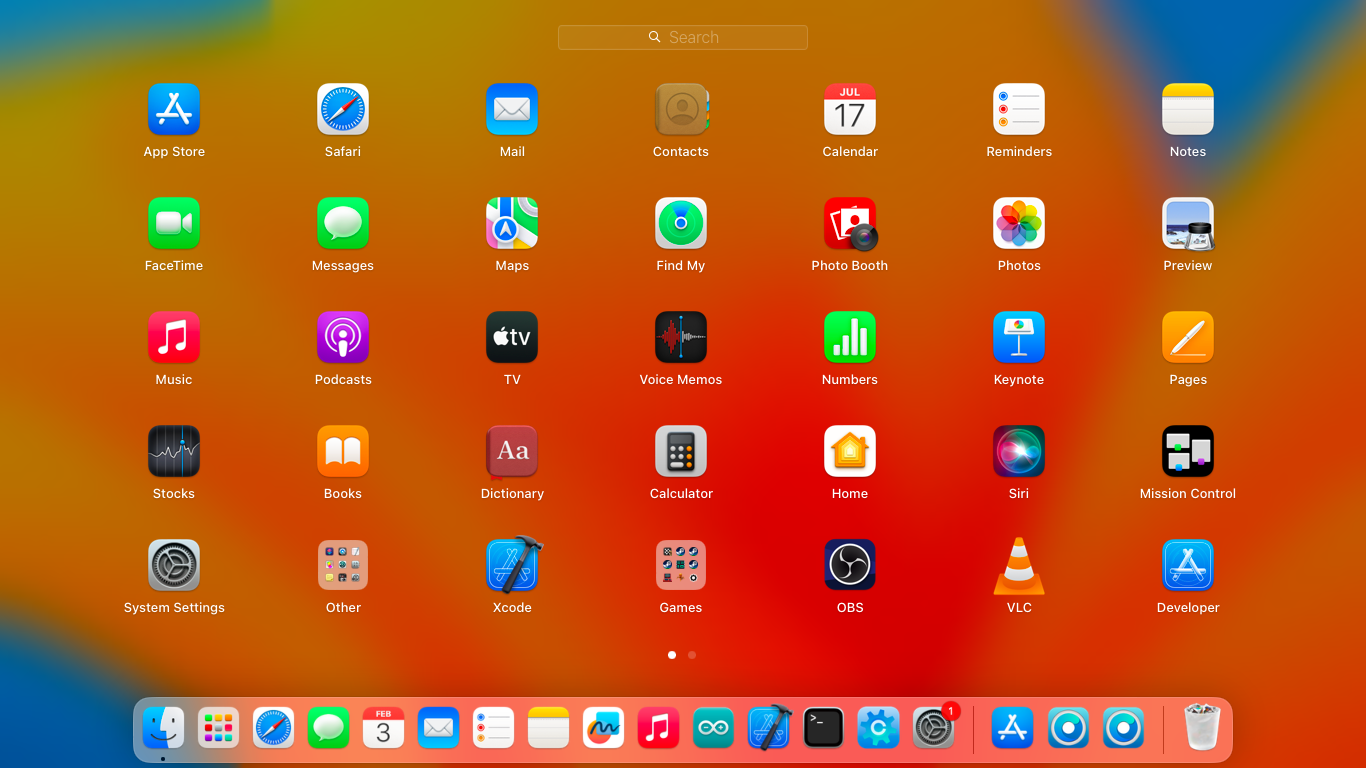 Search
App Store
Safari
Mail
Contacts
JUL
17
Calendar
Reminders
Notes
FaceTime
Messages
Maps
Find My
Photo Booth
Photos
Preview
Music
Podcasts
tv
TV
Voice Memos
Numbers
Keynote
Pages
Stocks
Books
Aa
Dictionary
Calculator
Home
Siri
Mission Control
System Settings
Other
Xcode
Games
OBS
VLC
Developer
FEB
3
>_
C
1